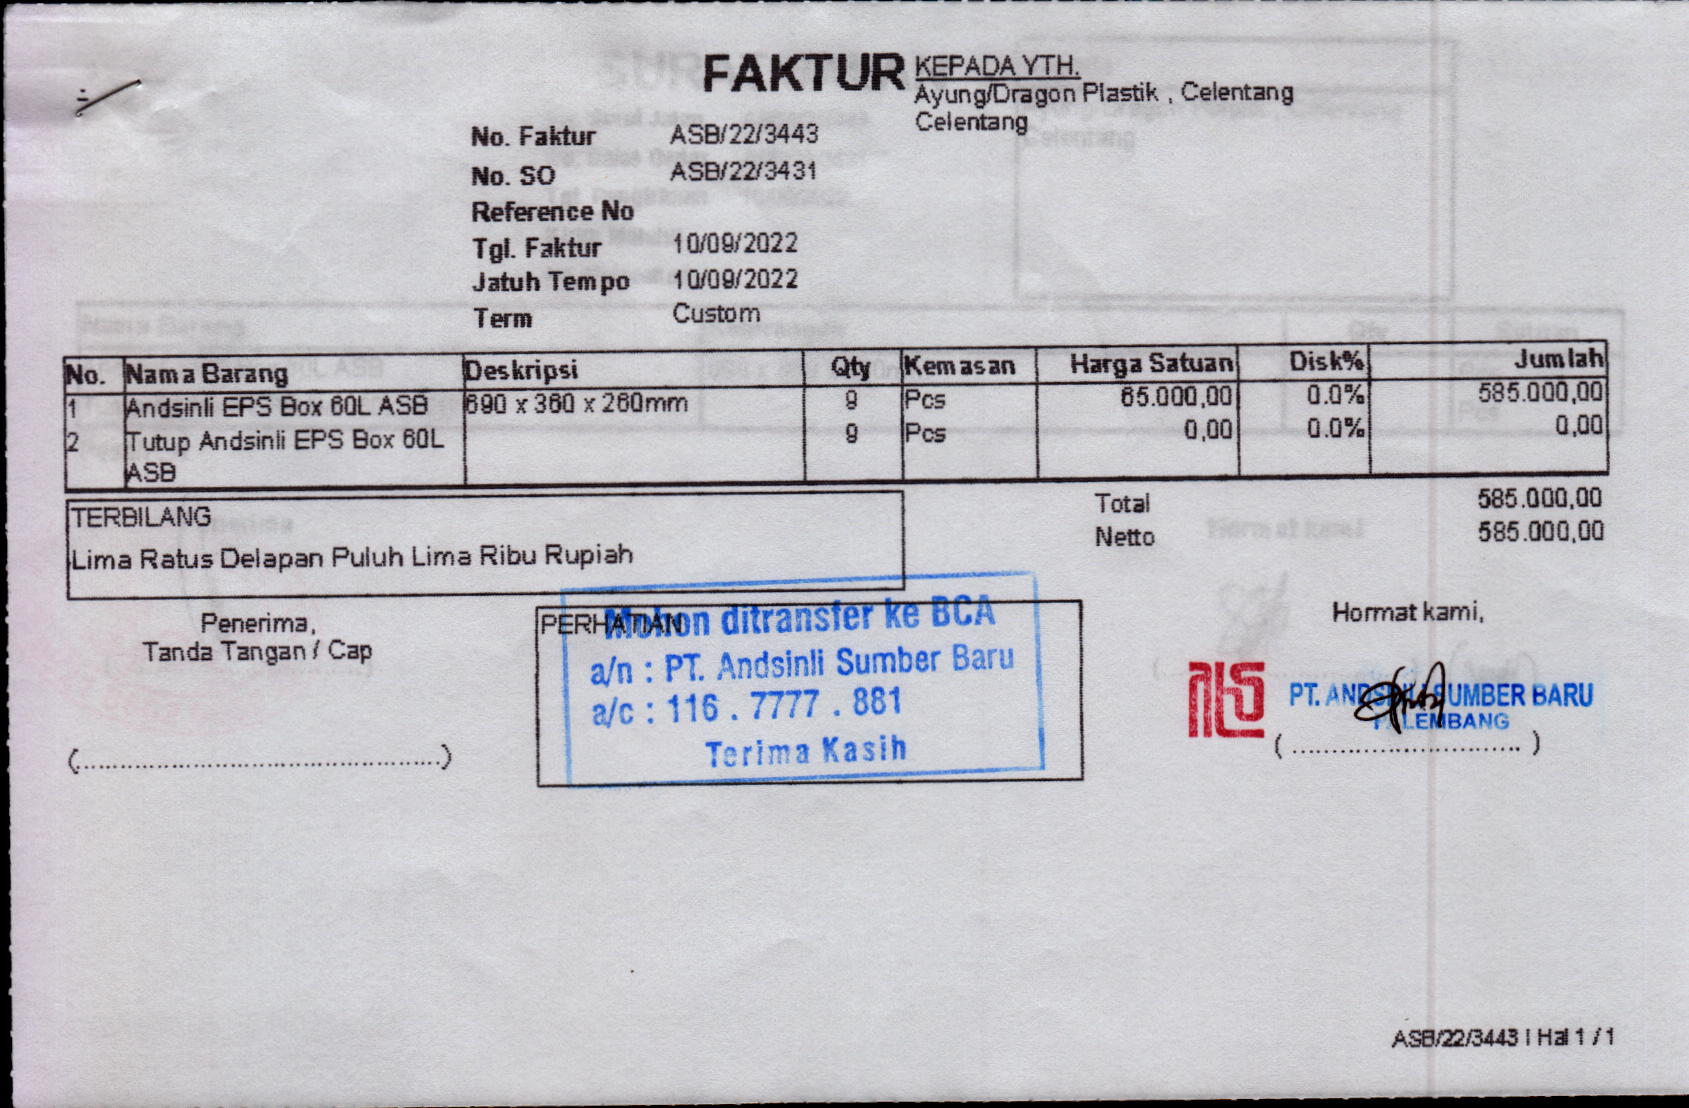 FAKTUR
KEPADA YTH.
Ayung/Dragon Plastik , Celentang
Celentang
No. Faktur ASB/22/3443
No. SO ASB/22/3431
Reference No
Tgl. Faktur 10/09/2022
Jatuh Tempo 10/09/2022
Term Custom
No. Nama Barang Deskripsi Qty Kemasan Harga Satuan Disk% Jumlah
1 Andsinli EPS Box 60L ASB 690 x 360 x 260mm 9 Pcs 65.000,00 0.0% 585.000,00
2 Tutup Andsinli EPS Box 60L 9 Pcs 0,00 0.0% 0,00
ASB
TERBILANG
Lima Ratus Delapan Puluh Lima Ribu Rupiah
Total 585.000,00
Netto 585.000,00
Penerima,
Tanda Tangan / Cap
(....................................................)
PERHATIAN
Mohon ditransfer ke BCA
a/n : PT. Andsinli Sumber Baru
a/c : 116 . 7777 . 881
Terima Kasih
Hormat kami,
PT. ANDSINLI SUMBER BARU
PALEMBANG
( ................................ )
ASB/22/3443 | Hal 1 / 1